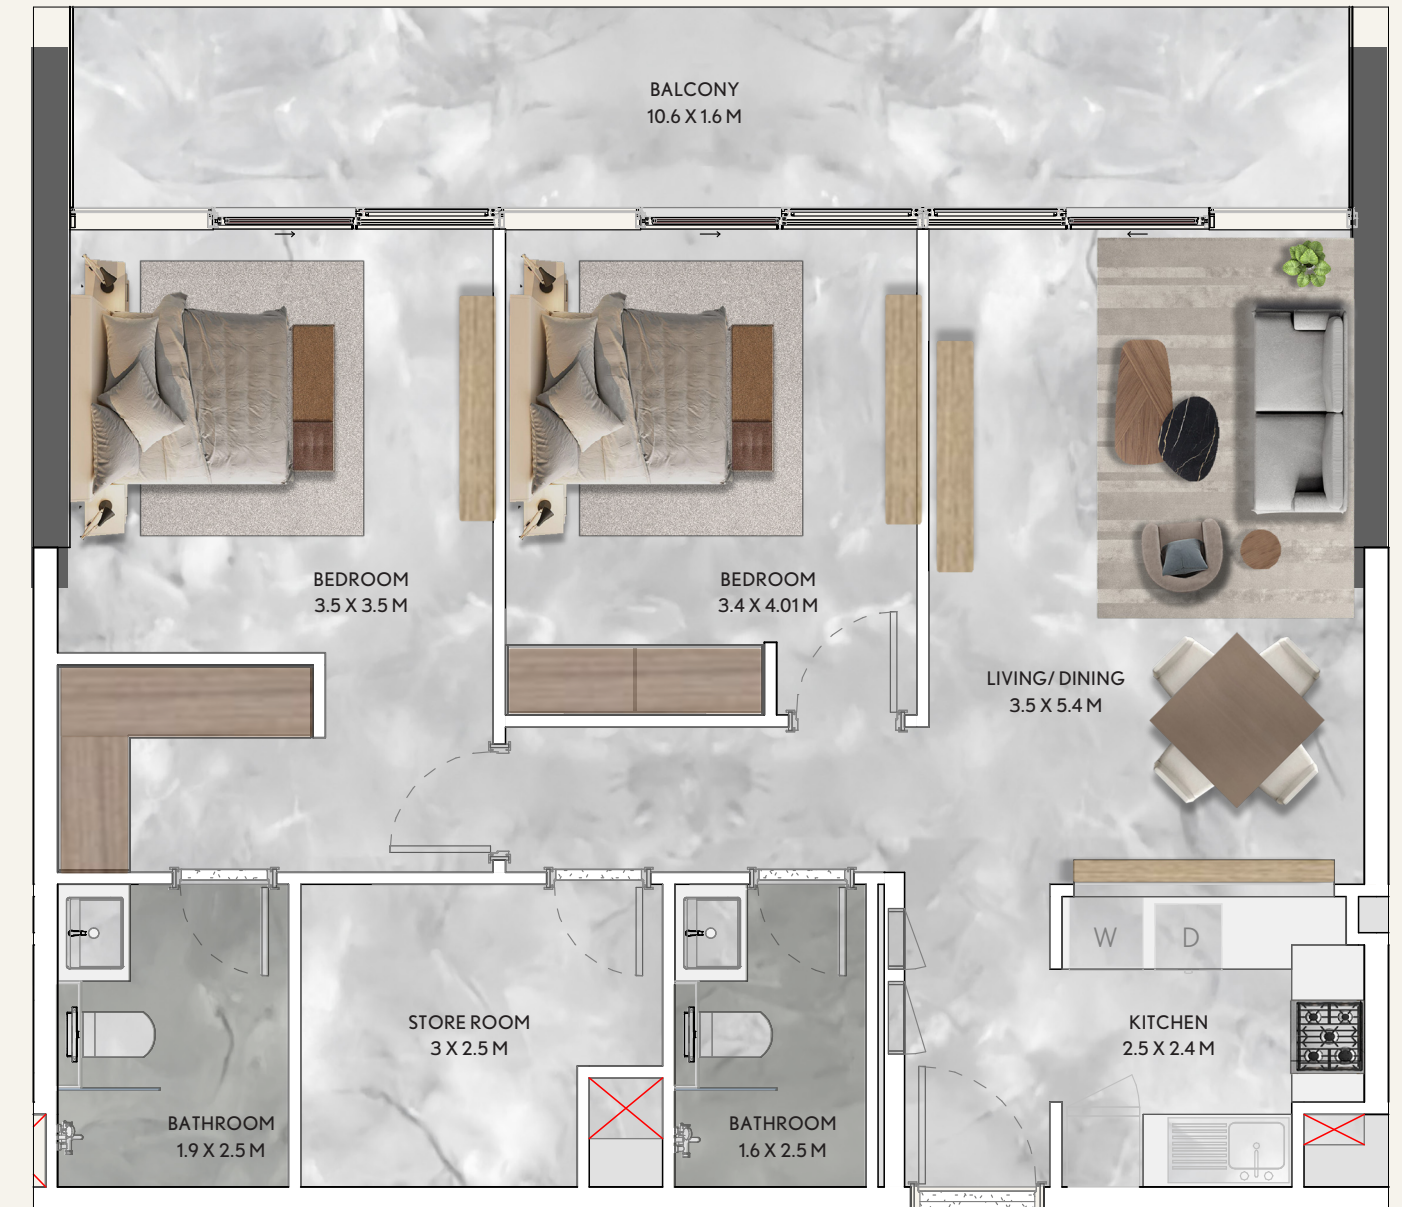 BALCONY
10.6 X 1.6 M
BEDROOM
3.5 X 3.5 M
BEDROOM
3.4 X 4.01 M
LIVING/ DINING
3.5 X 5.4 M
W
D
STORE ROOM
3 X 2.5 M
KITCHEN
2.5 X 2.4 M
BATHROOM
1.9 X 2.5 M
BATHROOM
1.6 X 2.5 M